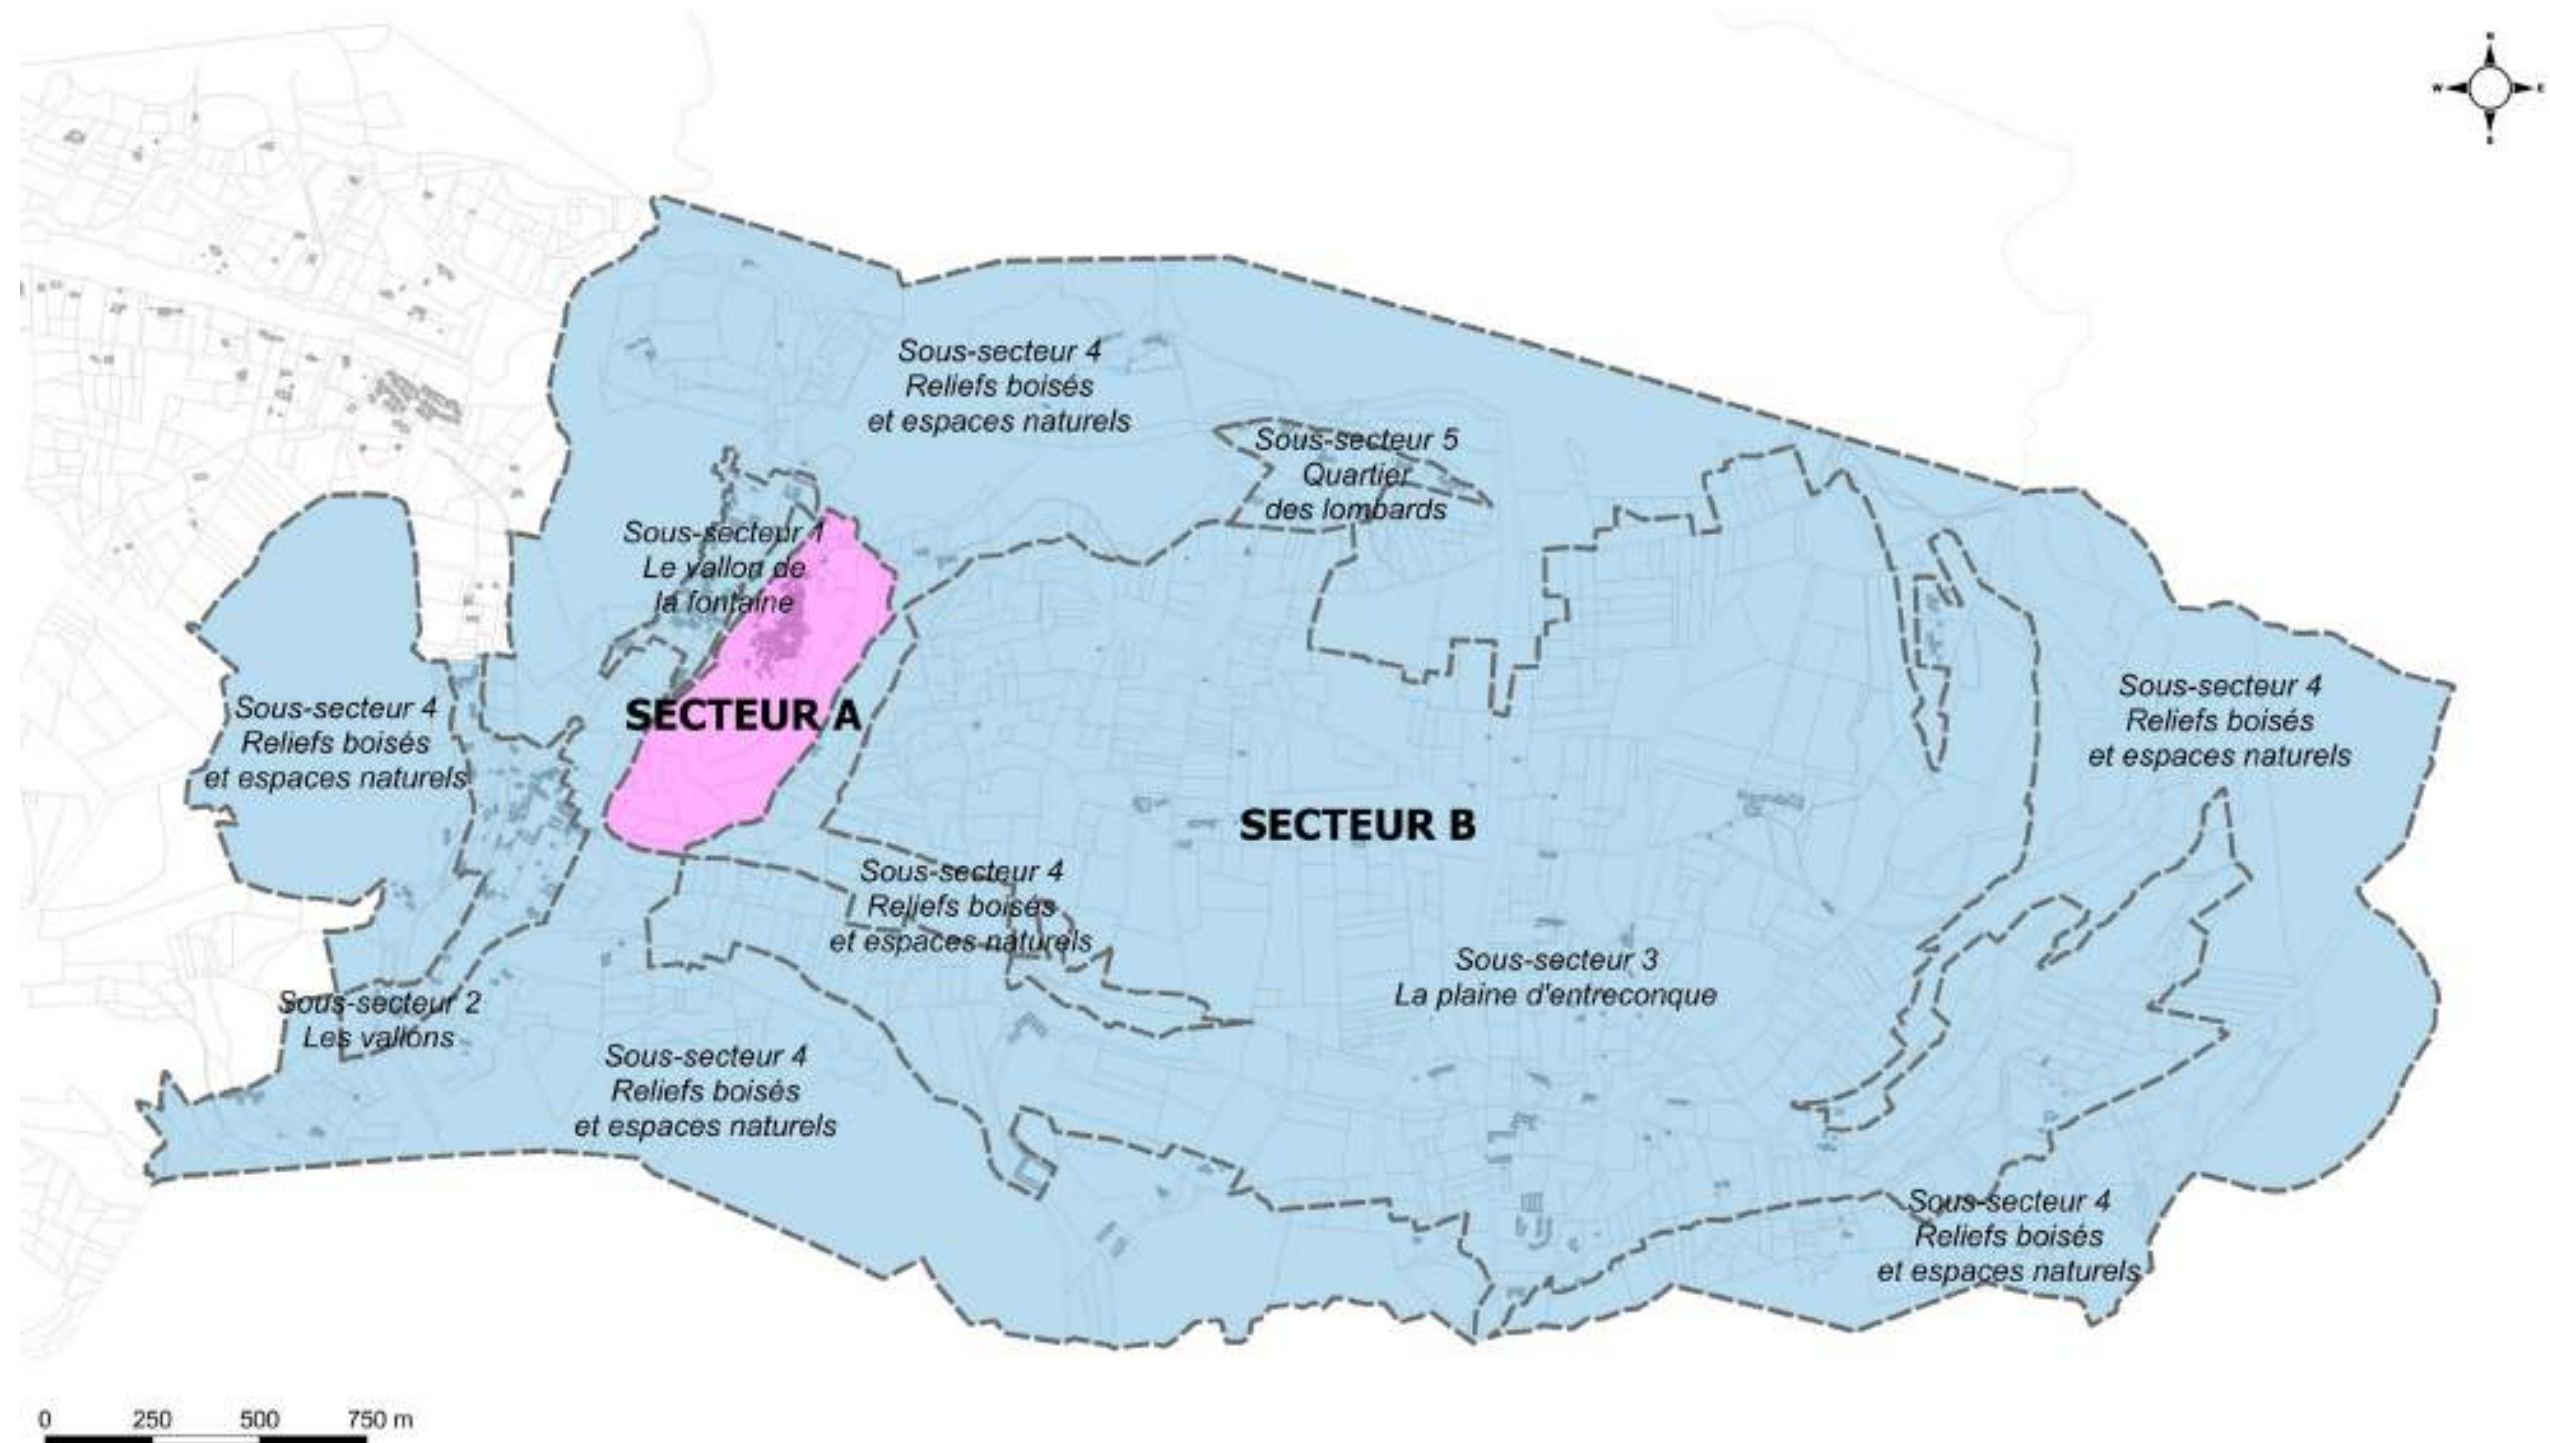 N
W E
S
Sous-secteur 4
Reliefs boisés
et espaces naturels
Sous-secteur 5
Quartier
des lombards
Sous-secteur 1
Le vallon de
la fontaine
SECTEUR A
Sous-secteur 4
Reliefs boisés
et espaces naturels
Sous-secteur 4
Reliefs boisés
et espaces naturels
SECTEUR B
Sous-secteur 4
Reliefs boisés
et espaces naturels
Sous-secteur 3
La plaine d'entreconque
Sous-secteur 2
Les vallons
Sous-secteur 4
Reliefs boisés
et espaces naturels
Sous-secteur 4
Reliefs boisés
et espaces naturels
0 250 500 750 m